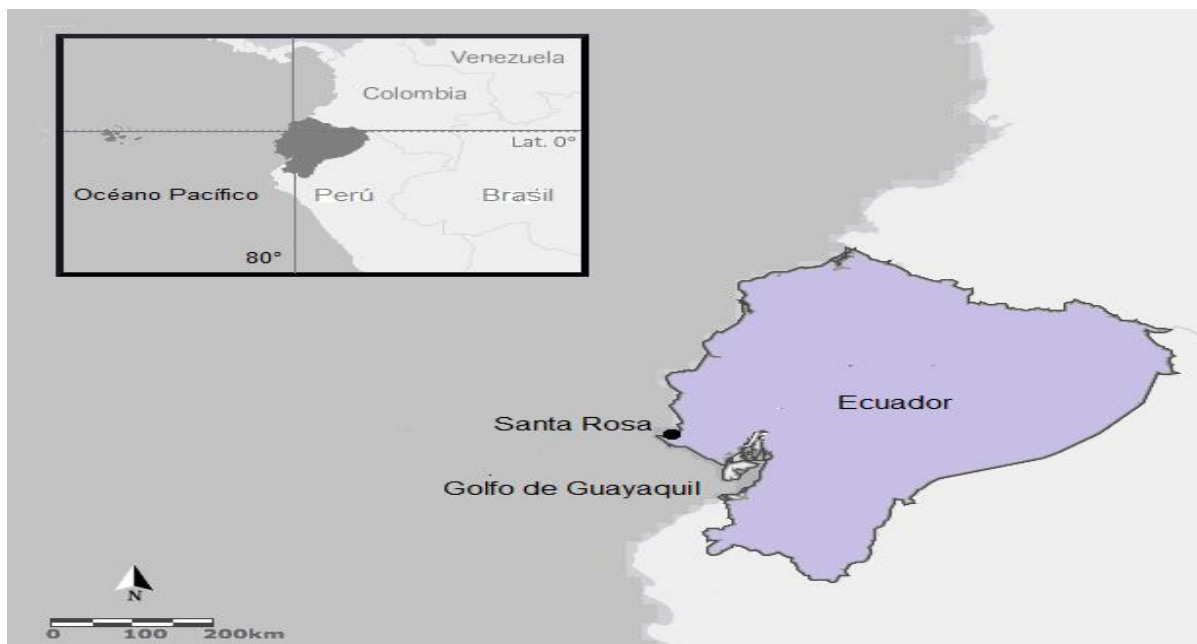 Venezuela
Colombia
Lat. 0°
Océano Pacífico
Perú
Brasil
80°
Ecuador
Santa Rosa
Golfo de Guayaquil
N
0 100 200km